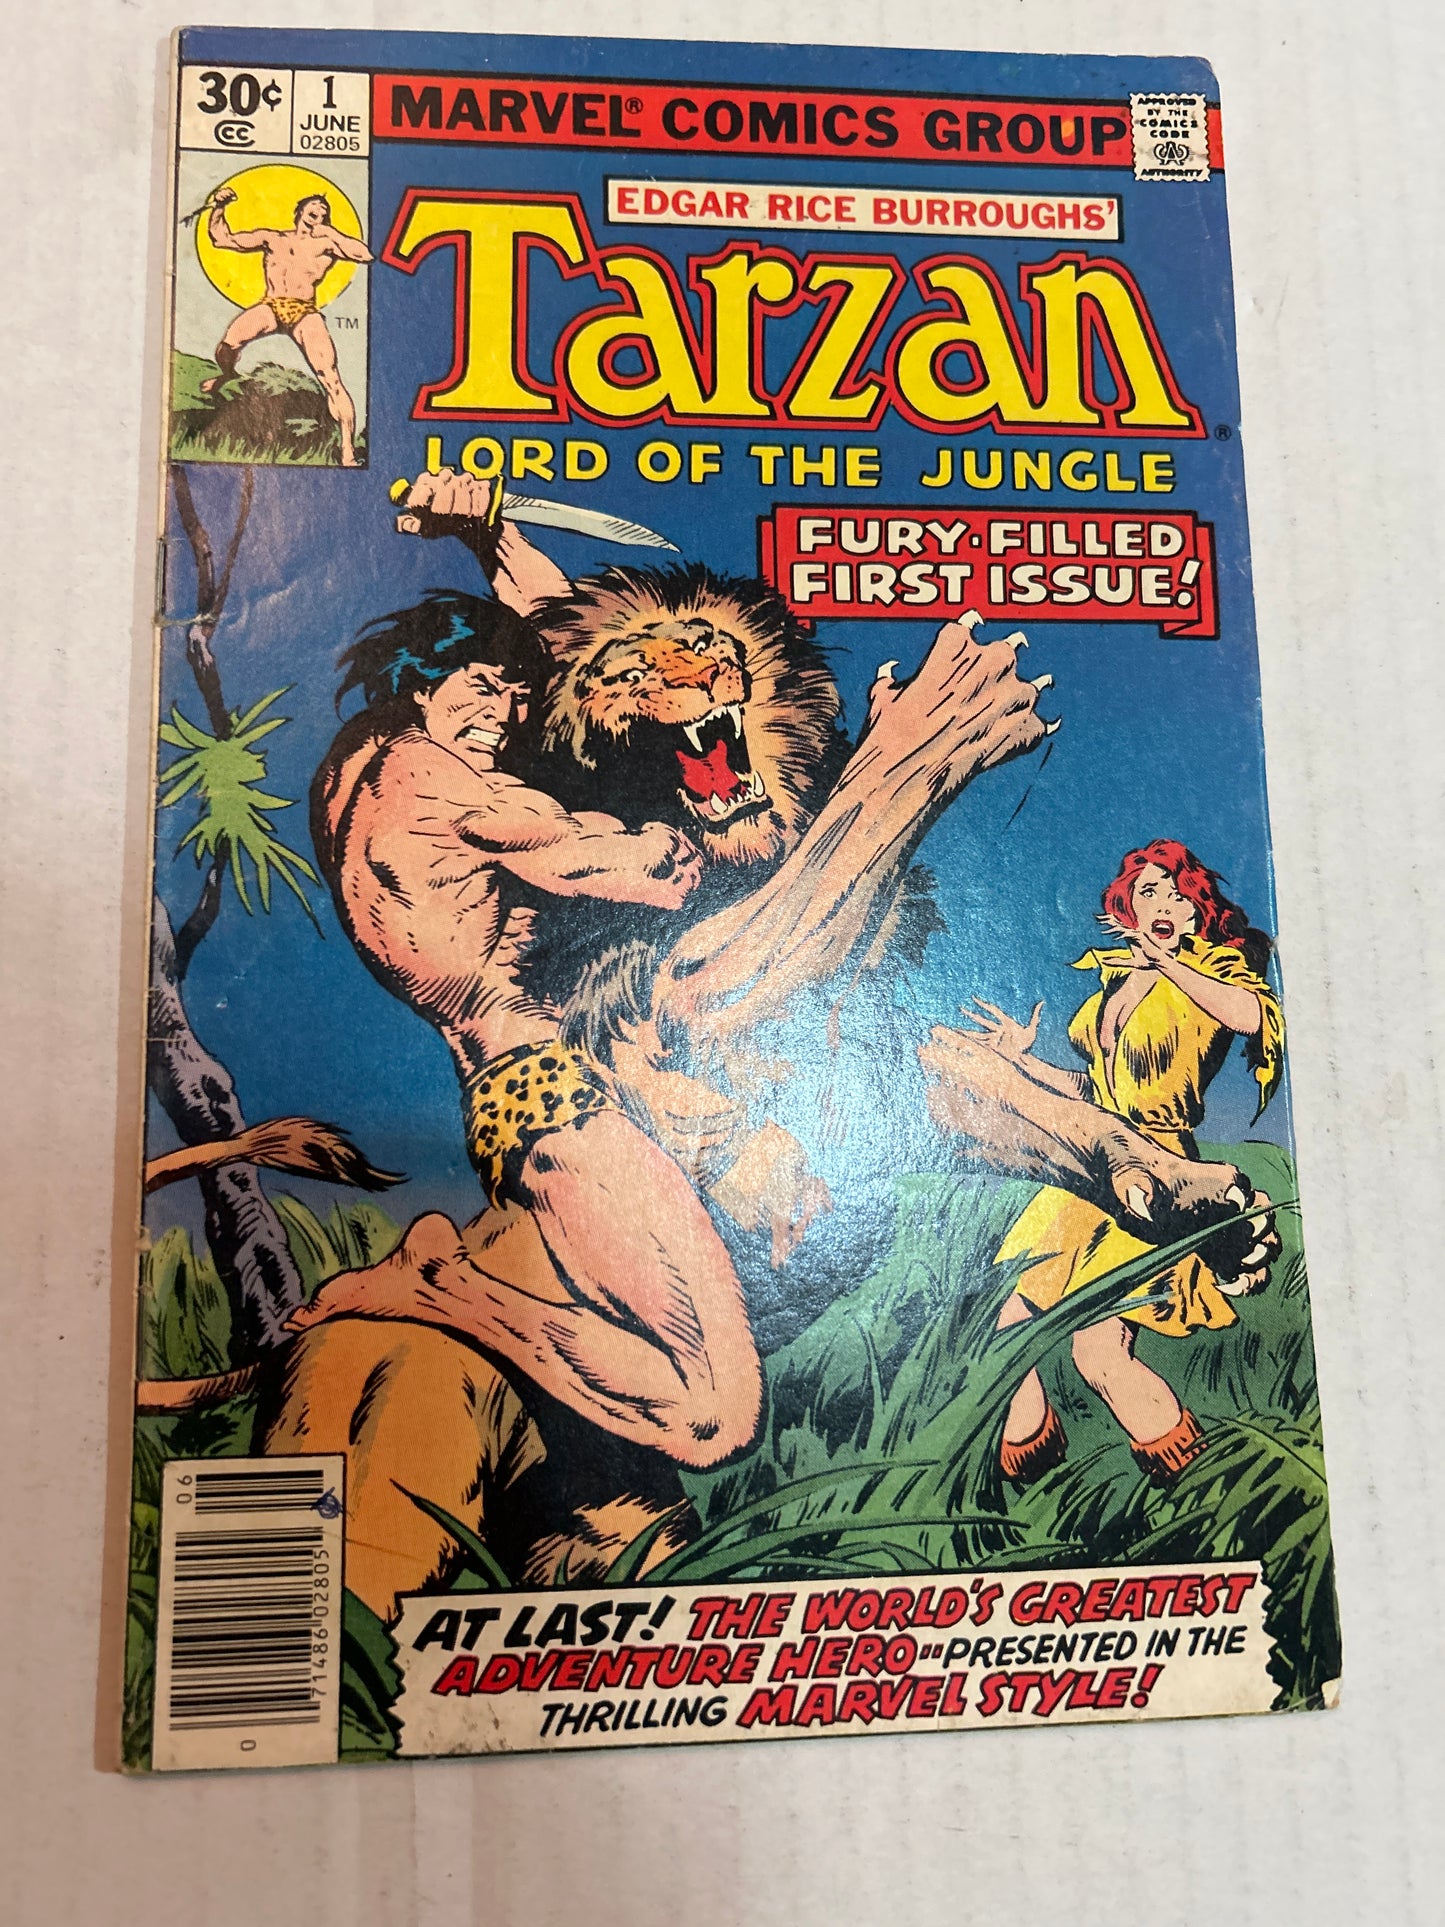 30¢
CC
1
JUNE
02805
MARVEL® COMICS GROUP
APPROVED
BY THE
COMICS
CODE
CA
AUTHORITY
TM
EDGAR RICE BURROUGHS'
Tarzan®
LORD OF THE JUNGLE
FURY-FILLED
FIRST ISSUE!
06
71486 02805
0
AT LAST! THE WORLD'S GREATEST
ADVENTURE HERO--PRESENTED IN THE
THRILLING MARVEL STYLE!